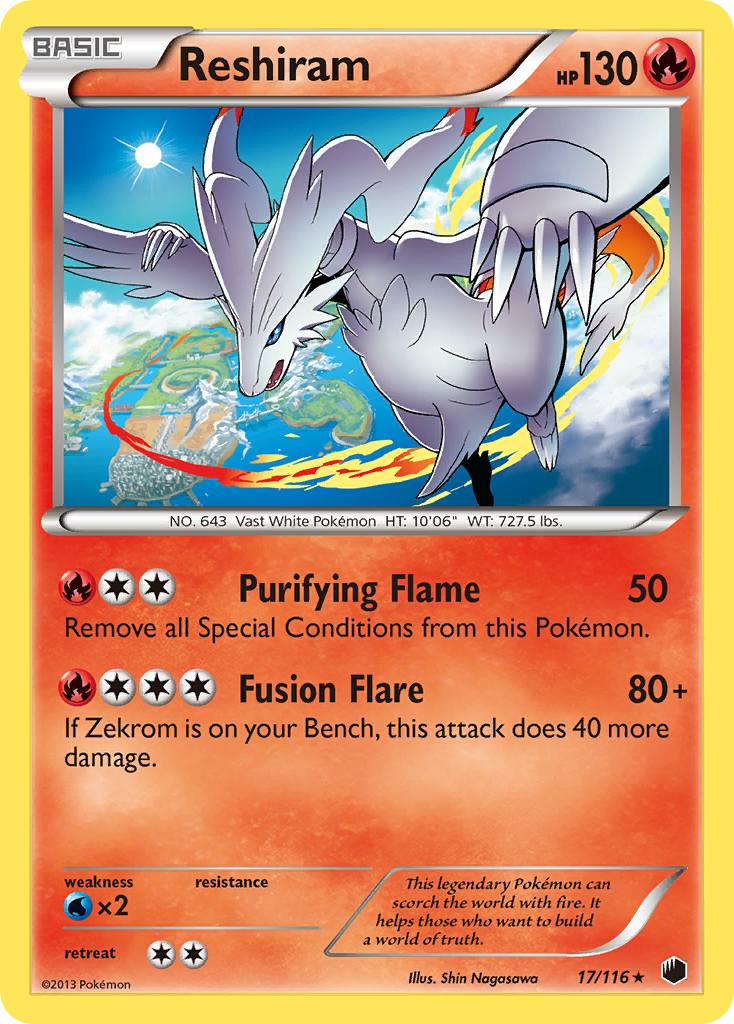 BASIC
Reshiram
HP130
NO. 643 Vast White Pokémon HT: 10'06" WT: 727.5 lbs.
Purifying Flame 50
Remove all Special Conditions from this Pokémon.
Fusion Flare 80+
If Zekrom is on your Bench, this attack does 40 more
damage.
weakness resistance
×2
retreat
This legendary Pokémon can
scorch the world with fire. It
helps those who want to build
a world of truth.
©2013 Pokémon
Illus. Shin Nagasawa
17/116 ★